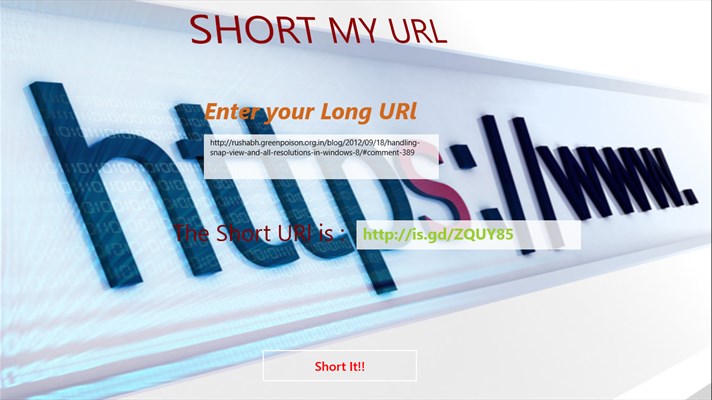 SHORT MY URL
Enter your Long URl
http://rushabh.greenpoison.org.in/blog/2012/09/18/handling-
snap-view-and-all-resolutions-in-windows-8/#comment-389
https://www.
The Short URl is : http://is.gd/ZQUY85
Short It!!